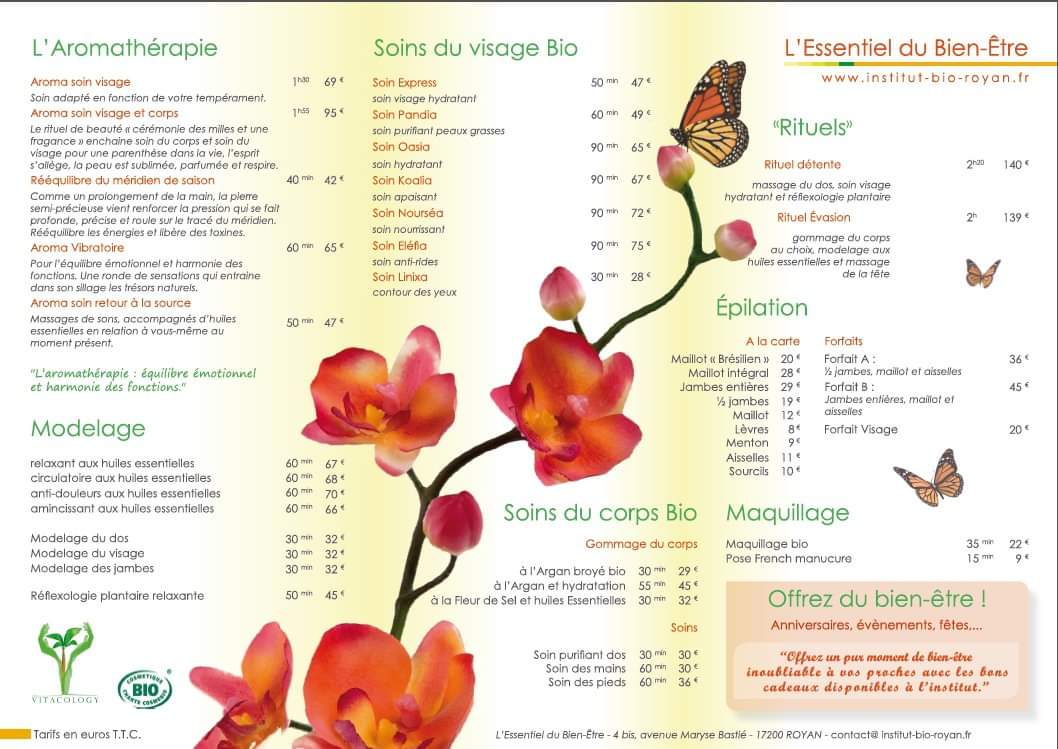 L'Aromathérapie
Aroma soin visage 1h30 69 €
Soin adapté en fonction de votre tempérament.
Aroma soin visage et corps 1h55 95 €
Le rituel de beauté « cérémonie des milles et une
fragance » enchaine soin du corps et soin du
visage pour une parenthèse dans la vie, l'esprit
s'allège, la peau est sublimée, parfumée et respire.
Rééquilibre du méridien de saison 40 min 42 €
Comme un prolongement de la main, la pierre
semi-précieuse vient renforcer la pression qui se fait
profonde, précise et roule sur le tracé du méridien.
Rééquilibre les énergies et libère des toxines.
Aroma Vibratoire 60 min 65 €
Pour l'équilibre émotionnel et harmonie des
fonctions. Une ronde de sensations qui entraine
dans son sillage les trésors naturels.
Aroma soin retour à la source
Massages de sons, accompagnés d'huiles
essentielles en relation à vous-même au 50 min 47 €
moment présent.
"L'aromathérapie : équilibre émotionnel
et harmonie des fonctions."
Modelage
relaxant aux huiles essentielles 60 min 67 €
circulatoire aux huiles essentielles 60 min 68 €
anti-douleurs aux huiles essentielles 60 min 70 €
amincissant aux huiles essentielles 60 min 66 €
Modelage du dos 30 min 32 €
Modelage du visage 30 min 32 €
Modelage des jambes 30 min 32 €
Réflexologie plantaire relaxante 50 min 45 €
VITACOLOGY
COSMETIQUE BIO CHARTE COSMEBIO ®
Tarifs en euros T.T.C.
Soins du visage Bio
Soin Express 50 min 47 €
soin visage hydratant
Soin Pandia 60 min 49 €
soin purifiant peaux grasses
Soin Oasia 90 min 65 €
soin hydratant
Soin Koalia 90 min 67 €
soin apaisant
Soin Nourséa 90 min 72 €
soin nourrissant
Soin Eléfia 90 min 75 €
soin anti-rides
Soin Linixa 30 min 28 €
contour des yeux
Soins du corps Bio
Gommage du corps
à l'Argan broyé bio 30 min 29 €
à l'Argan et hydratation 55 min 45 €
à la Fleur de Sel et huiles Essentielles 30 min 32 €
Soins
Soin purifiant dos 30 min 30 €
Soin des mains 60 min 30 €
Soin des pieds 60 min 36 €
L'Essentiel du Bien-Être
www.institut-bio-royan.fr
«Rituels»
Rituel détente 2h20 140 €
massage du dos, soin visage
hydratant et réflexologie plantaire
Rituel Évasion 2h 139 €
gommage du corps
au choix, modelage aux
huiles essentielles et massage
de la tête
Épilation
A la carte
Maillot « Brésilien » 20 €
Maillot intégral 28 €
Jambes entières 29 €
½ jambes 19 €
Maillot 12 €
Lèvres 8 €
Menton 9 €
Aisselles 11 €
Sourcils 10 €
Forfaits
Forfait A : 36 €
½ jambes, maillot et aisselles
Forfait B : 45 €
Jambes entières, maillot et
aisselles
Forfait Visage 20 €
Maquillage
Maquillage bio 35 min 22 €
Pose French manucure 15 min 9 €
Offrez du bien-être !
Anniversaires, évènements, fêtes,...
"Offrez un pur moment de bien-être
inoubliable à vos proches avec les bons
cadeaux disponibles à l'institut."
L'Essentiel du Bien-Être - 4 bis, avenue Maryse Bastié - 17200 ROYAN - contact@ institut-bio-royan.fr